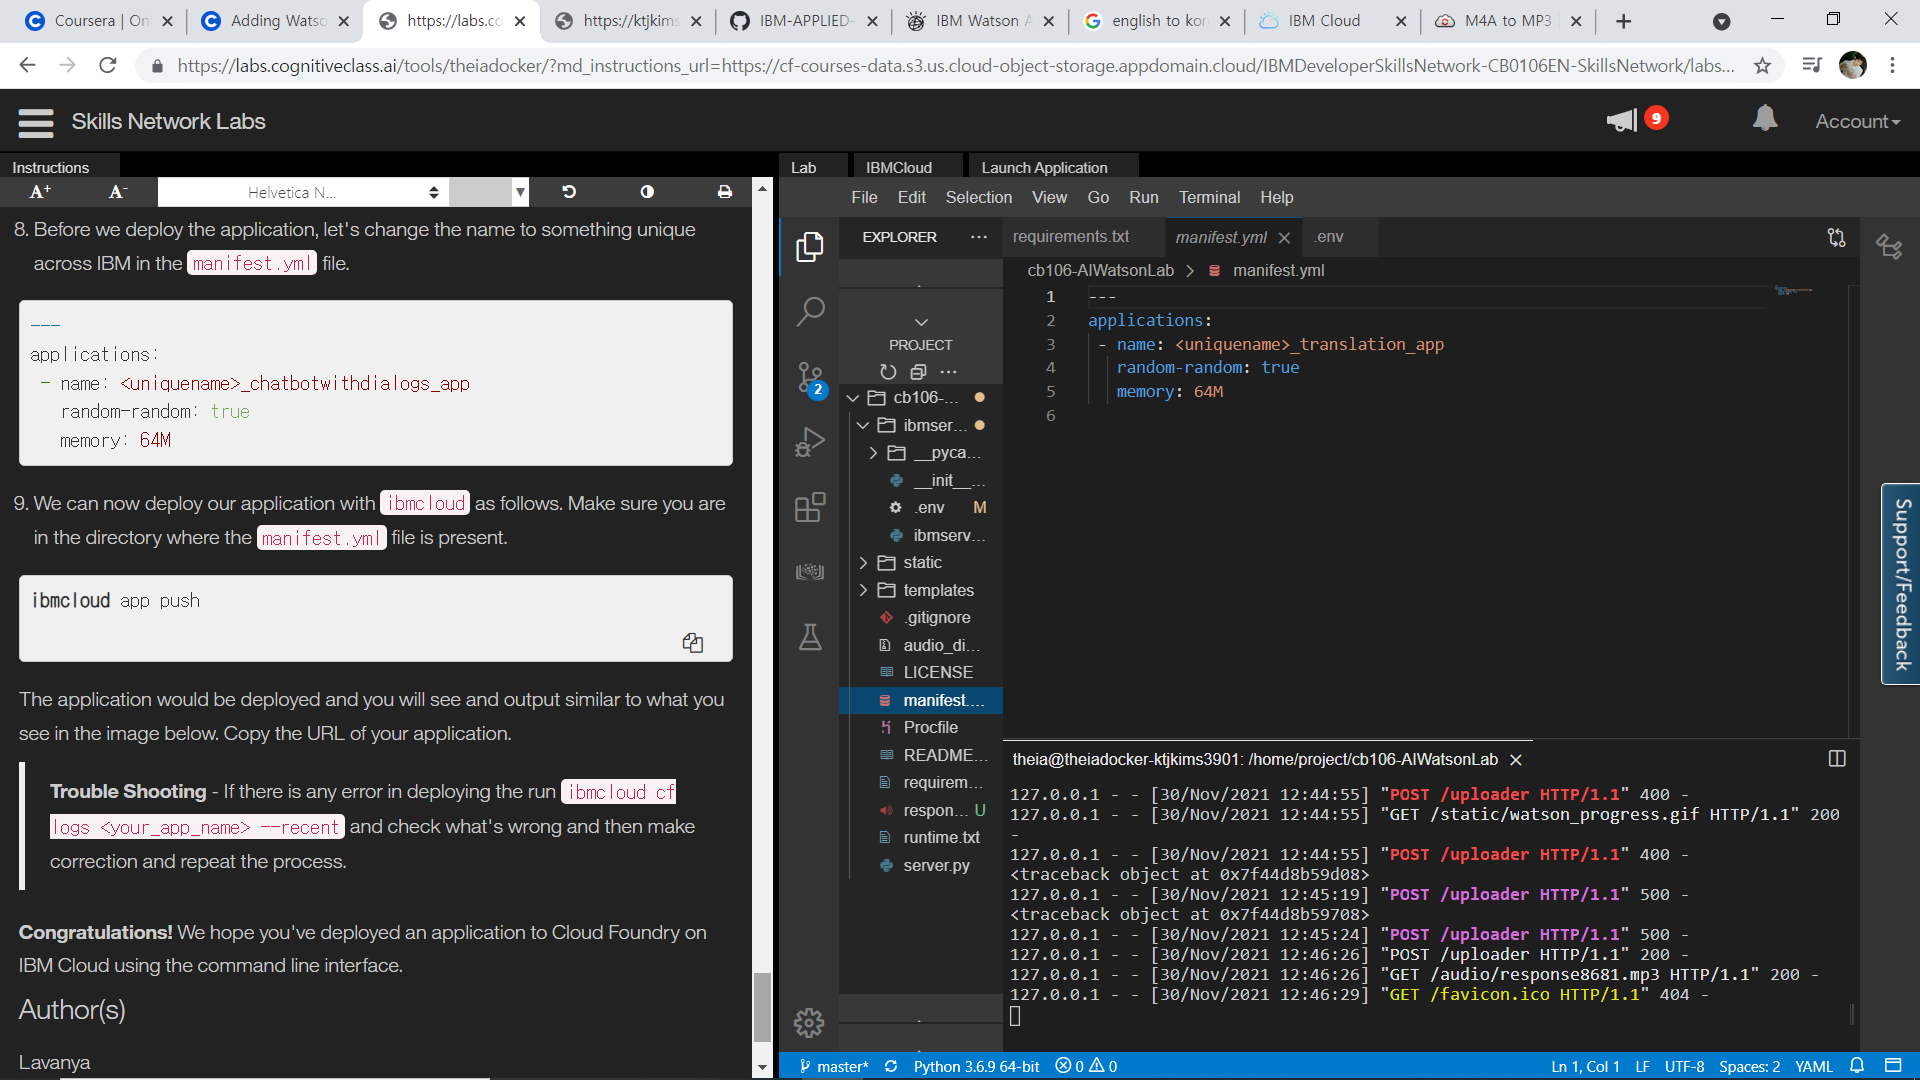 Coursera | Onl
Adding Watso
https://labs.co
https://ktjkims
IBM-APPLIED-
IBM Watson A
english to kor
IBM Cloud
M4A to MP3
https://labs.cognitiveclass.ai/tools/theiadocker/?md_instructions_url=https://cf-courses-data.s3.us.cloud-object-storage.appdomain.cloud/IBMDeveloperSkillsNetwork-CB0106EN-SkillsNetwork/labs...
Skills Network Labs
9
Account
Instructions
A+ A- Helvetica N...
8. Before we deploy the application, let's change the name to something unique
across IBM in the manifest.yml file.
---
applications:
- name: <uniquename>_chatbotwithdialogs_app
random-random: true
memory: 64M
9. We can now deploy our application with ibmcloud as follows. Make sure you are
in the directory where the manifest.yml file is present.
ibmcloud app push
The application would be deployed and you will see and output similar to what you
see in the image below. Copy the URL of your application.
Trouble Shooting - If there is any error in deploying the run ibmcloud cf
logs <your_app_name> --recent and check what's wrong and then make
correction and repeat the process.
Congratulations! We hope you've deployed an application to Cloud Foundry on
IBM Cloud using the command line interface.
Author(s)
Lavanya
Lab IBMCloud Launch Application
File Edit Selection View Go Run Terminal Help
EXPLORER
PROJECT
2
cb106-...
ibmser...
__pyca...
__init__...
.env M
ibmserv...
static
templates
.gitignore
audio_di...
LICENSE
manifest....
Procfile
README...
requirem...
respon... U
runtime.txt
server.py
requirements.txt manifest.yml .env
cb106-AIWatsonLab > manifest.yml
1 ---
2 applications:
3 - name: <uniquename>_translation_app
4 random-random: true
5 memory: 64M
6
theia@theiadocker-ktjkims3901: /home/project/cb106-AIWatsonLab
127.0.0.1 - - [30/Nov/2021 12:44:55] "POST /uploader HTTP/1.1" 400 -
127.0.0.1 - - [30/Nov/2021 12:44:55] "GET /static/watson_progress.gif HTTP/1.1" 200
-
127.0.0.1 - - [30/Nov/2021 12:44:55] "POST /uploader HTTP/1.1" 400 -
<traceback object at 0x7f44d8b59d08>
127.0.0.1 - - [30/Nov/2021 12:45:19] "POST /uploader HTTP/1.1" 500 -
<traceback object at 0x7f44d8b59708>
127.0.0.1 - - [30/Nov/2021 12:45:24] "POST /uploader HTTP/1.1" 500 -
127.0.0.1 - - [30/Nov/2021 12:46:26] "POST /uploader HTTP/1.1" 200 -
127.0.0.1 - - [30/Nov/2021 12:46:26] "GET /audio/response8681.mp3 HTTP/1.1" 200 -
127.0.0.1 - - [30/Nov/2021 12:46:29] "GET /favicon.ico HTTP/1.1" 404 -
Support/Feedback
master* Python 3.6.9 64-bit 0 0 Ln 1, Col 1 LF UTF-8 Spaces: 2 YAML